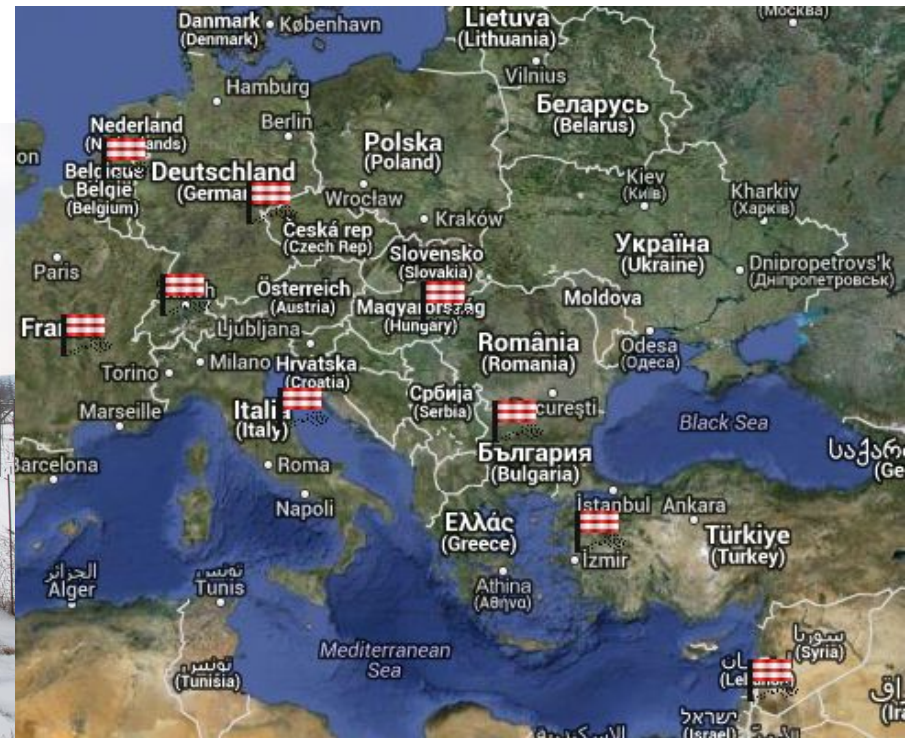 Danmark
(Denmark)
København
Lietuva
(Lithuania)
(Москва)
Vilnius
Hamburg
Беларусь
(Belarus)
Nederland
Berlin
on
Polska
(Poland)
België
(Belgium)
Deutschland
Wrocław
Kiev
(Київ)
Kharkiv
(Харків)
Kraków
Česká rep
(Czech Rep)
Slovensko
(Slovakia)
Україна
(Ukraine)
Paris
Dnipropetrovs'k
(Дніпропетровськ)
Österreich
(Austria)
(Hungary)
Moldova
Ljubljana
România
(Romania)
Odesa
(Одеса)
Torino
Milano
Hrvatska
(Croatia)
Србија
(Serbia)
Marseille
(Italy)
Black Sea
България
(Bulgaria)
Barcelona
Roma
Napoli
İstanbul
Ankara
Ελλάς
(Greece)
Türkiye
(Turkey)
İzmir
Athina
(Αθήνα)
الجزائر
Alger
تونس
Tunis
Mediterranean
Sea
تونس
(Tunisia)
سوريا
(Syria)
ישראל
(Israel)